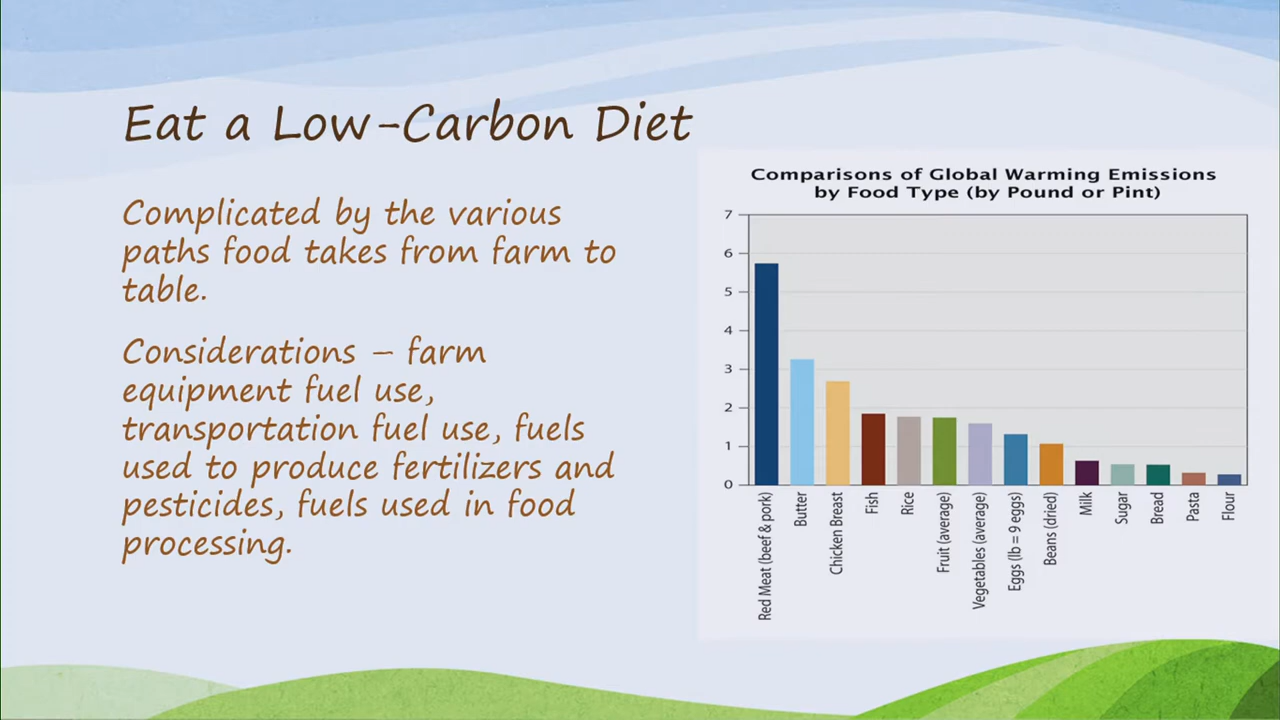 Eat a Low-Carbon Diet
Complicated by the various
paths food takes from farm to
table.
Considerations – farm
equipment fuel use,
transportation fuel use, fuels
used to produce fertilizers and
pesticides, fuels used in food
processing.
Comparisons of Global Warming Emissions
by Food Type (by Pound or Pint)
7
6
5
4
3
2
1
0
Red Meat (beef & pork)
Butter
Chicken Breast
Fish
Rice
Fruit (average)
Vegetables (average)
Eggs (lb = 9 eggs)
Beans (dried)
Milk
Sugar
Bread
Pasta
Flour